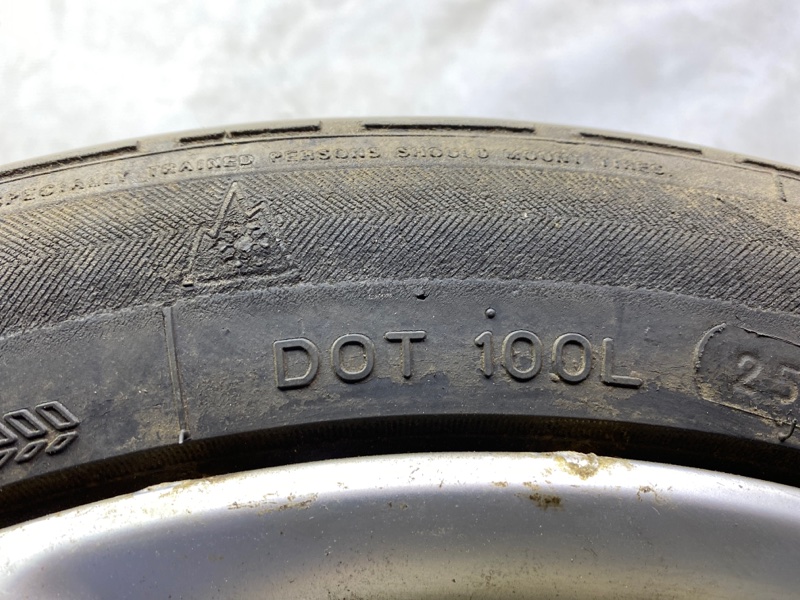 SPECIALLY TRAINED PERSONS SHOULD MOUNT TIRES.
DOT 100L
25